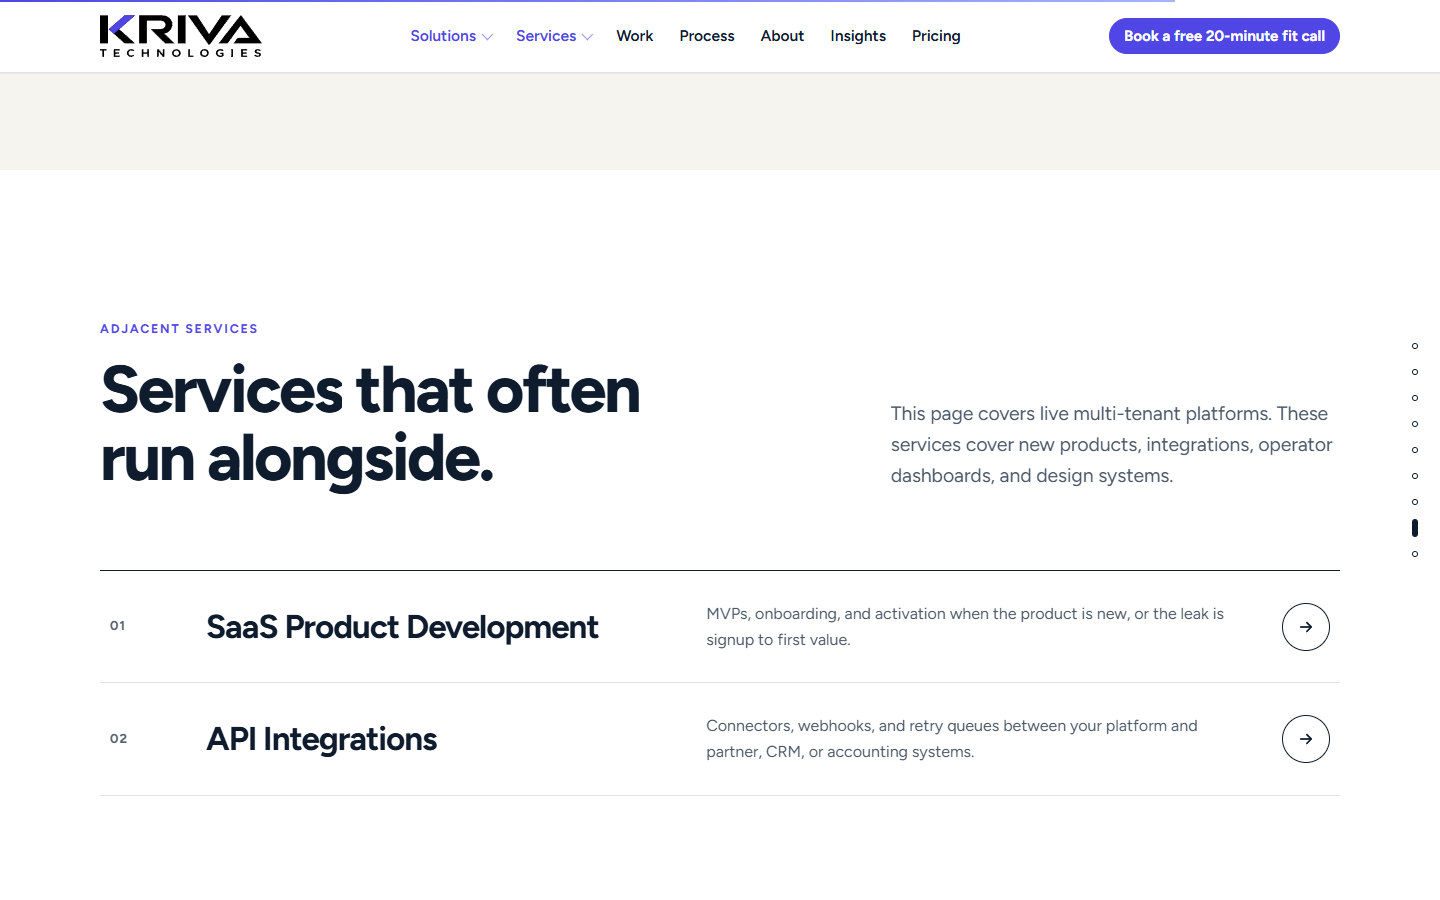 KRIVA
TECHNOLOGIES
Solutions
Services
Work
Process
About
Insights
Pricing
Book a free 20-minute fit call
ADJACENT SERVICES
Services that often
run alongside.
This page covers live multi-tenant platforms. These
services cover new products, integrations, operator
dashboards, and design systems.
01
SaaS Product Development
MVPs, onboarding, and activation when the product is new, or the leak is
signup to first value.
02
API Integrations
Connectors, webhooks, and retry queues between your platform and
partner, CRM, or accounting systems.